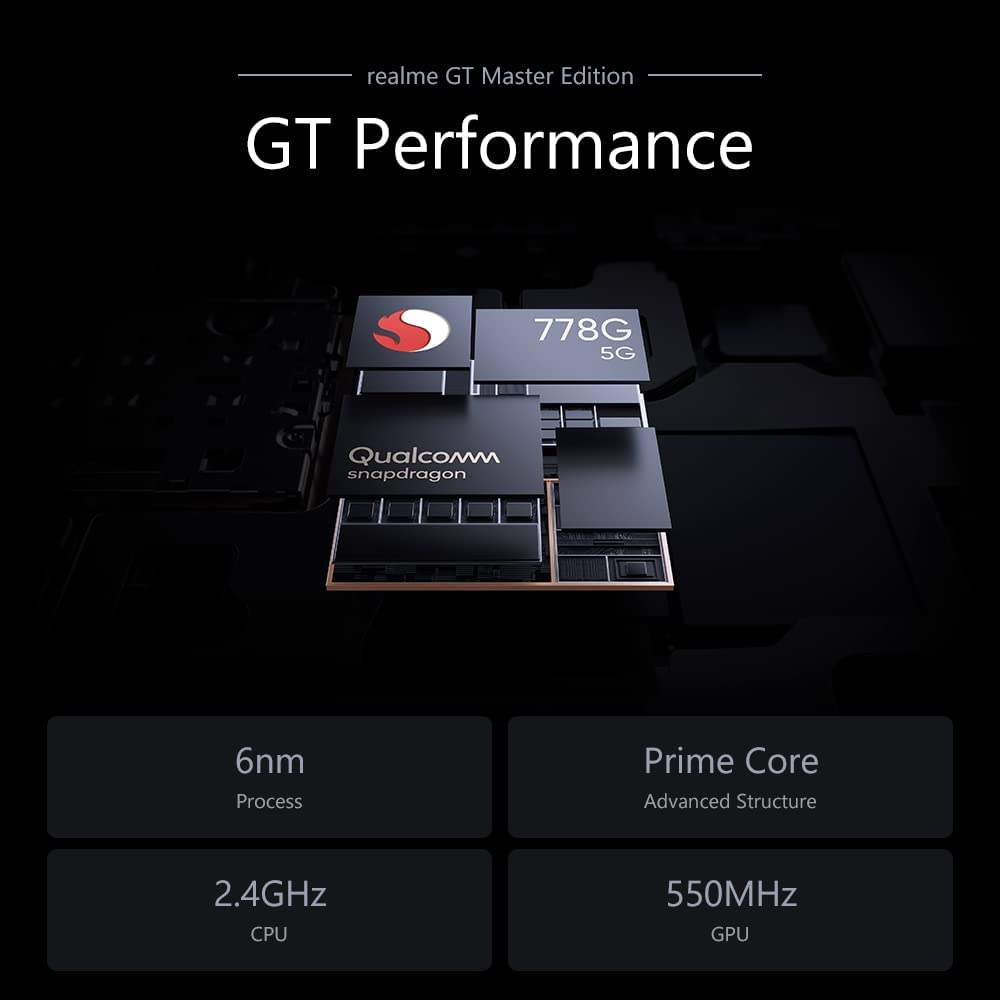 realme GT Master Edition
GT Performance
778G
5G
Qualcomm
snapdragon
6nm
Process
Prime Core
Advanced Structure
2.4GHz
CPU
550MHz
GPU